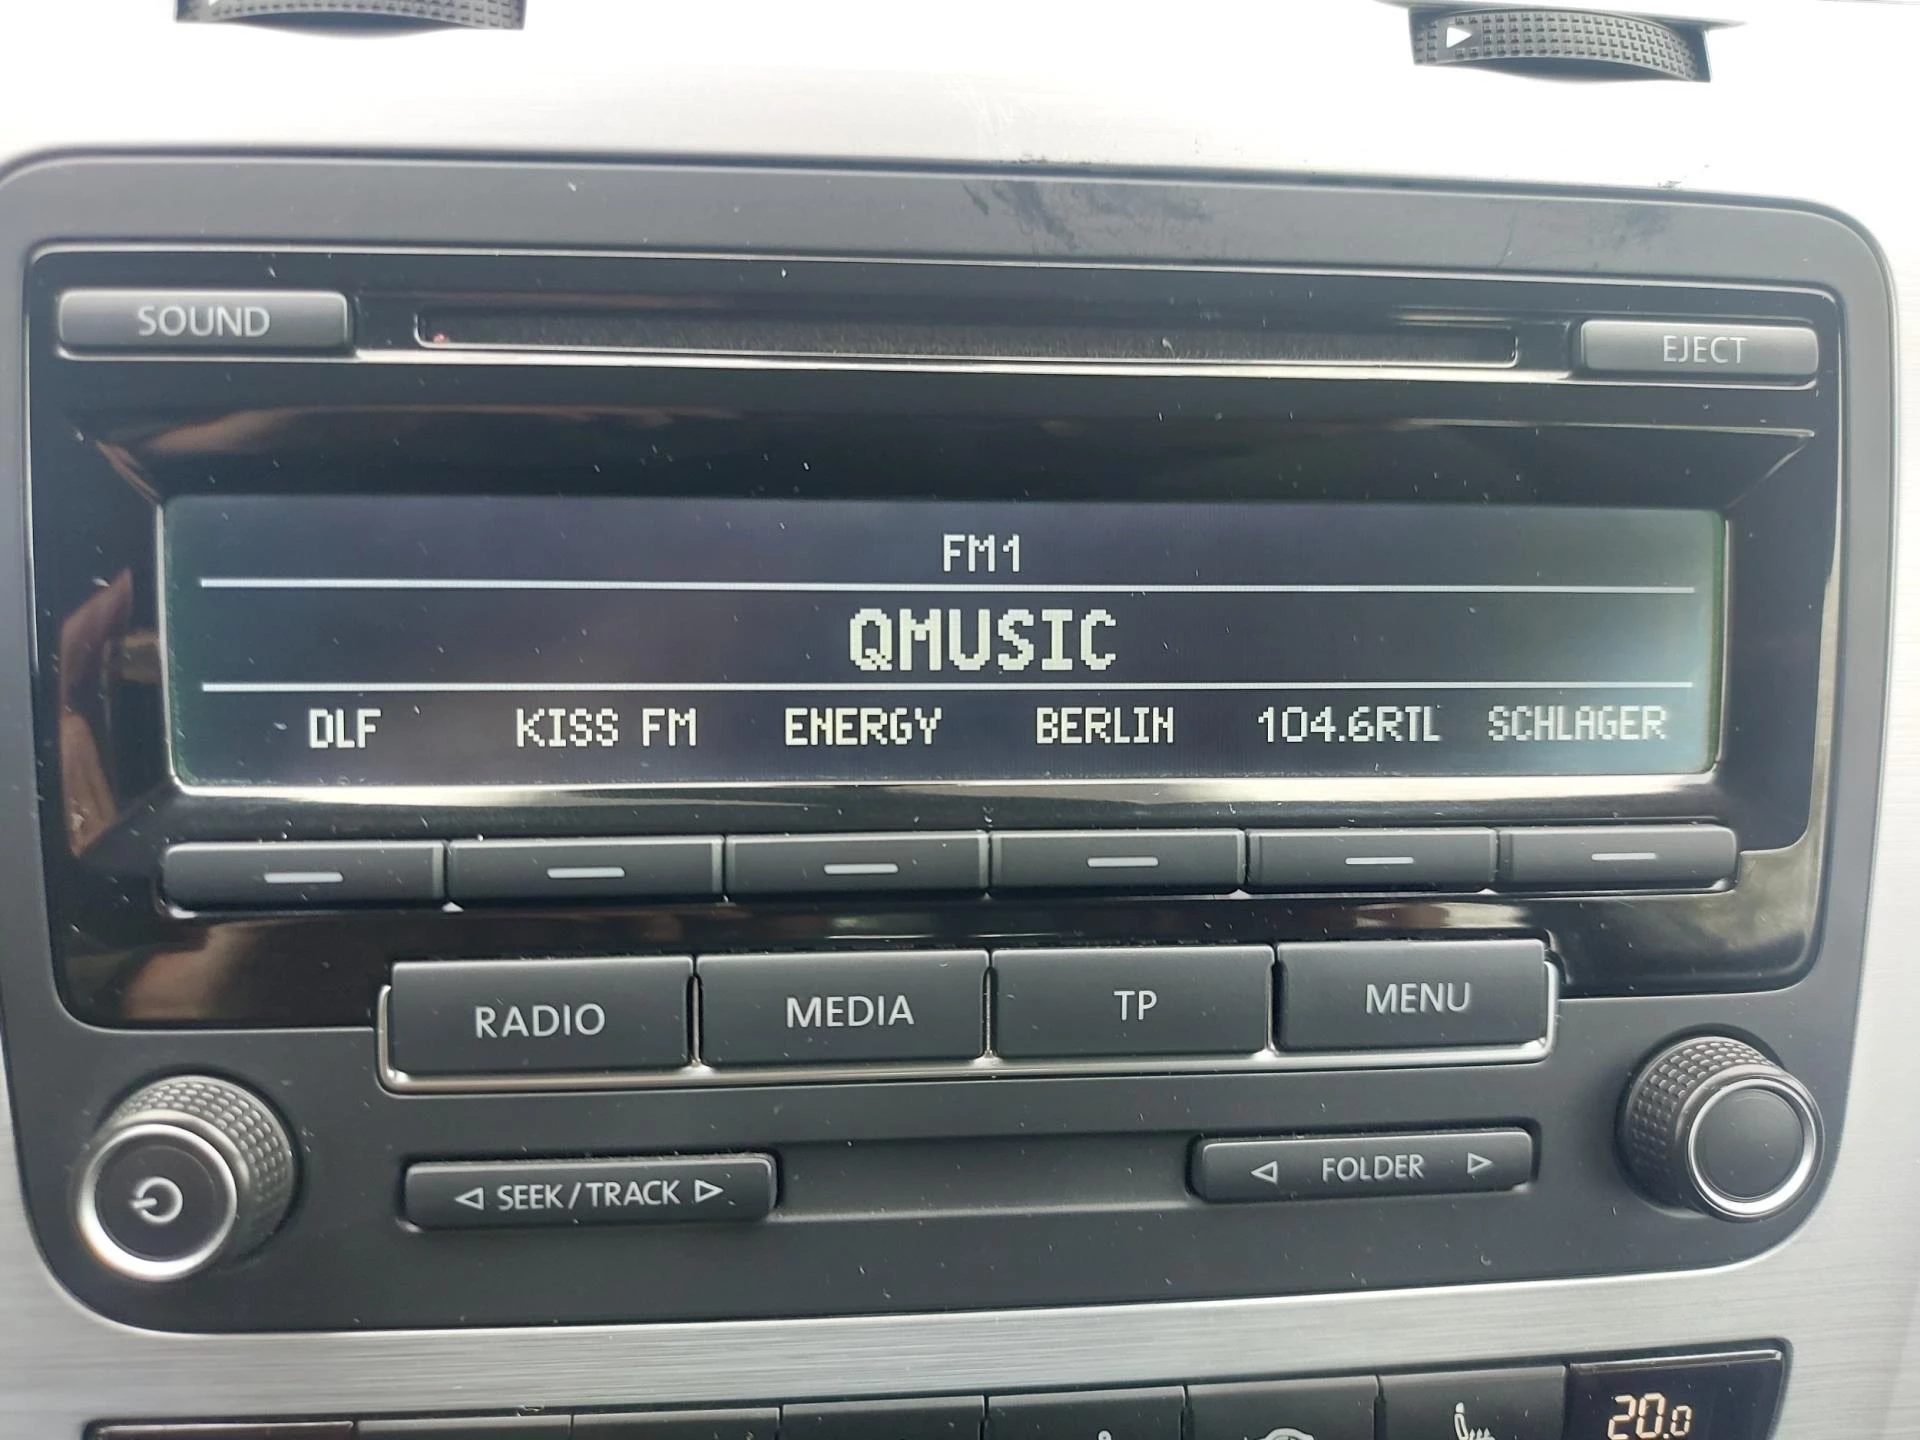 SOUND
EJECT
FM1
QMUSIC
DLF KISS FM ENERGY BERLIN 104.6RTL SCHLAGER
RADIO MEDIA TP MENU
SEEK/TRACK FOLDER
20.0